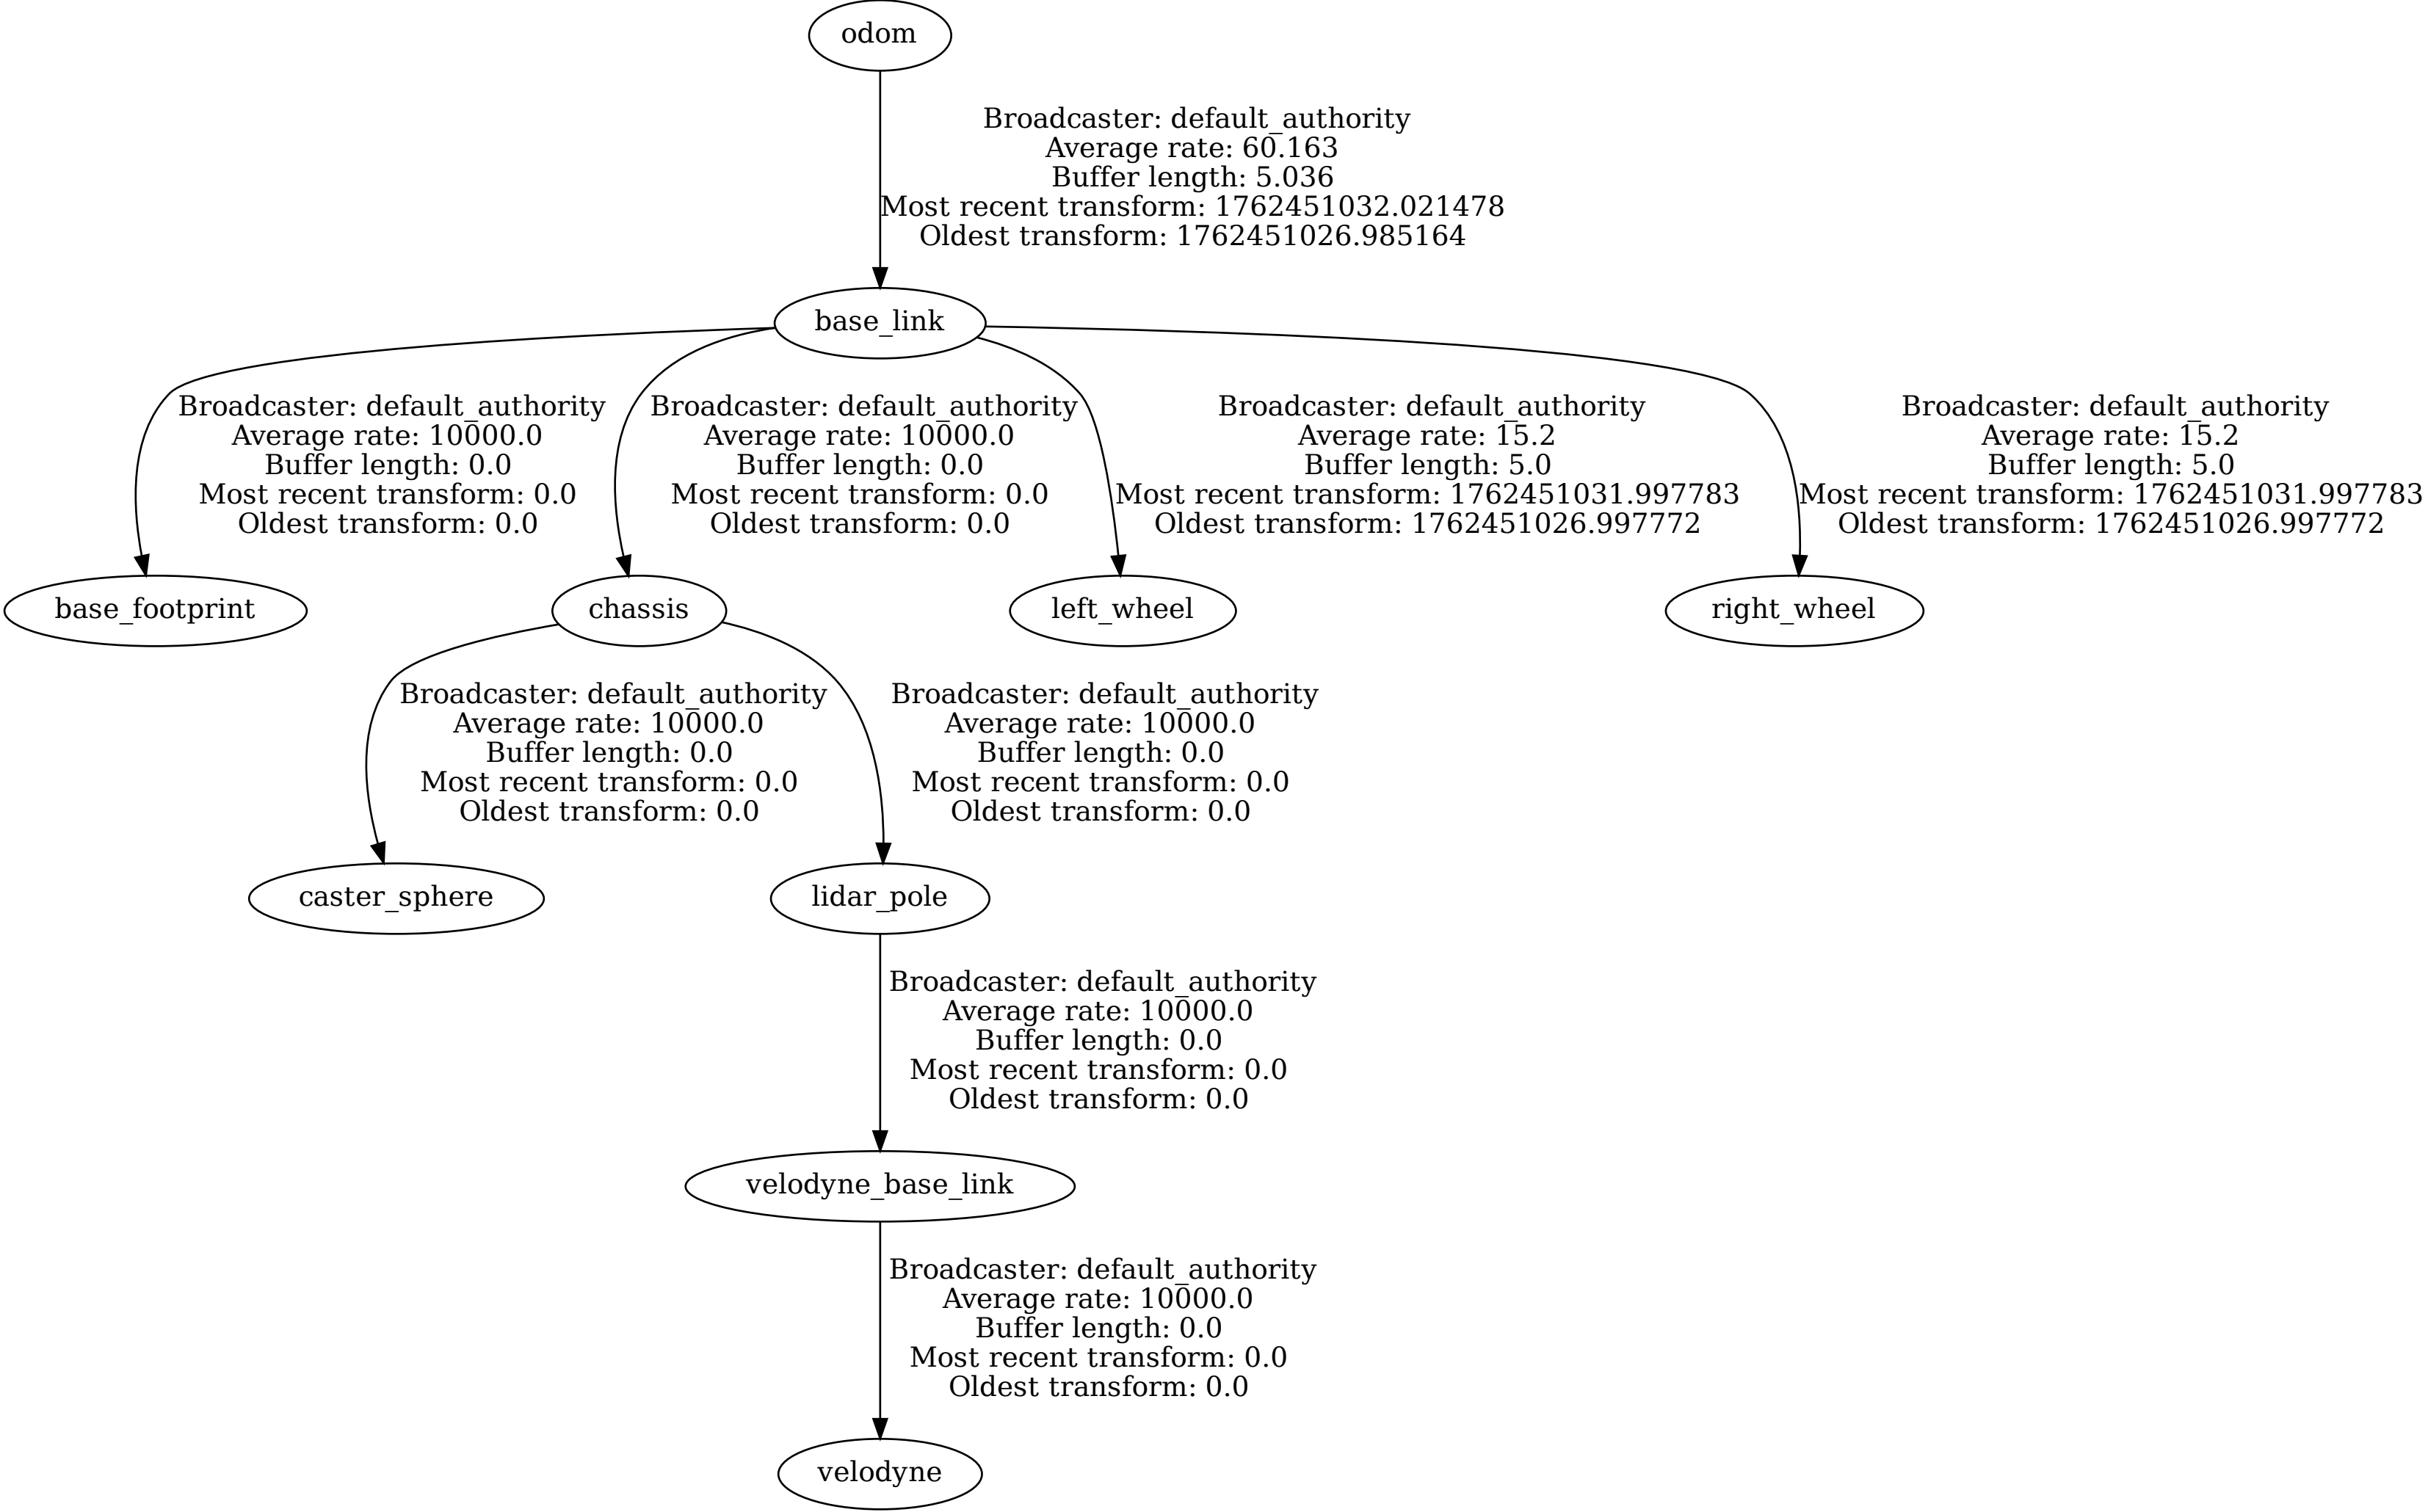 odom
Broadcaster: default_authority
Average rate: 60.163
Buffer length: 5.036
Most recent transform: 1762451032.021478
Oldest transform: 1762451026.985164
base_link
Broadcaster: default_authority
Average rate: 10000.0
Buffer length: 0.0
Most recent transform: 0.0
Oldest transform: 0.0
Broadcaster: default_authority
Average rate: 10000.0
Buffer length: 0.0
Most recent transform: 0.0
Oldest transform: 0.0
Broadcaster: default_authority
Average rate: 15.2
Buffer length: 5.0
Most recent transform: 1762451031.997783
Oldest transform: 1762451026.997772
Broadcaster: default_authority
Average rate: 15.2
Buffer length: 5.0
Most recent transform: 1762451031.997783
Oldest transform: 1762451026.997772
base_footprint
chassis
left_wheel
right_wheel
Broadcaster: default_authority
Average rate: 10000.0
Buffer length: 0.0
Most recent transform: 0.0
Oldest transform: 0.0
Broadcaster: default_authority
Average rate: 10000.0
Buffer length: 0.0
Most recent transform: 0.0
Oldest transform: 0.0
caster_sphere
lidar_pole
Broadcaster: default_authority
Average rate: 10000.0
Buffer length: 0.0
Most recent transform: 0.0
Oldest transform: 0.0
velodyne_base_link
Broadcaster: default_authority
Average rate: 10000.0
Buffer length: 0.0
Most recent transform: 0.0
Oldest transform: 0.0
velodyne